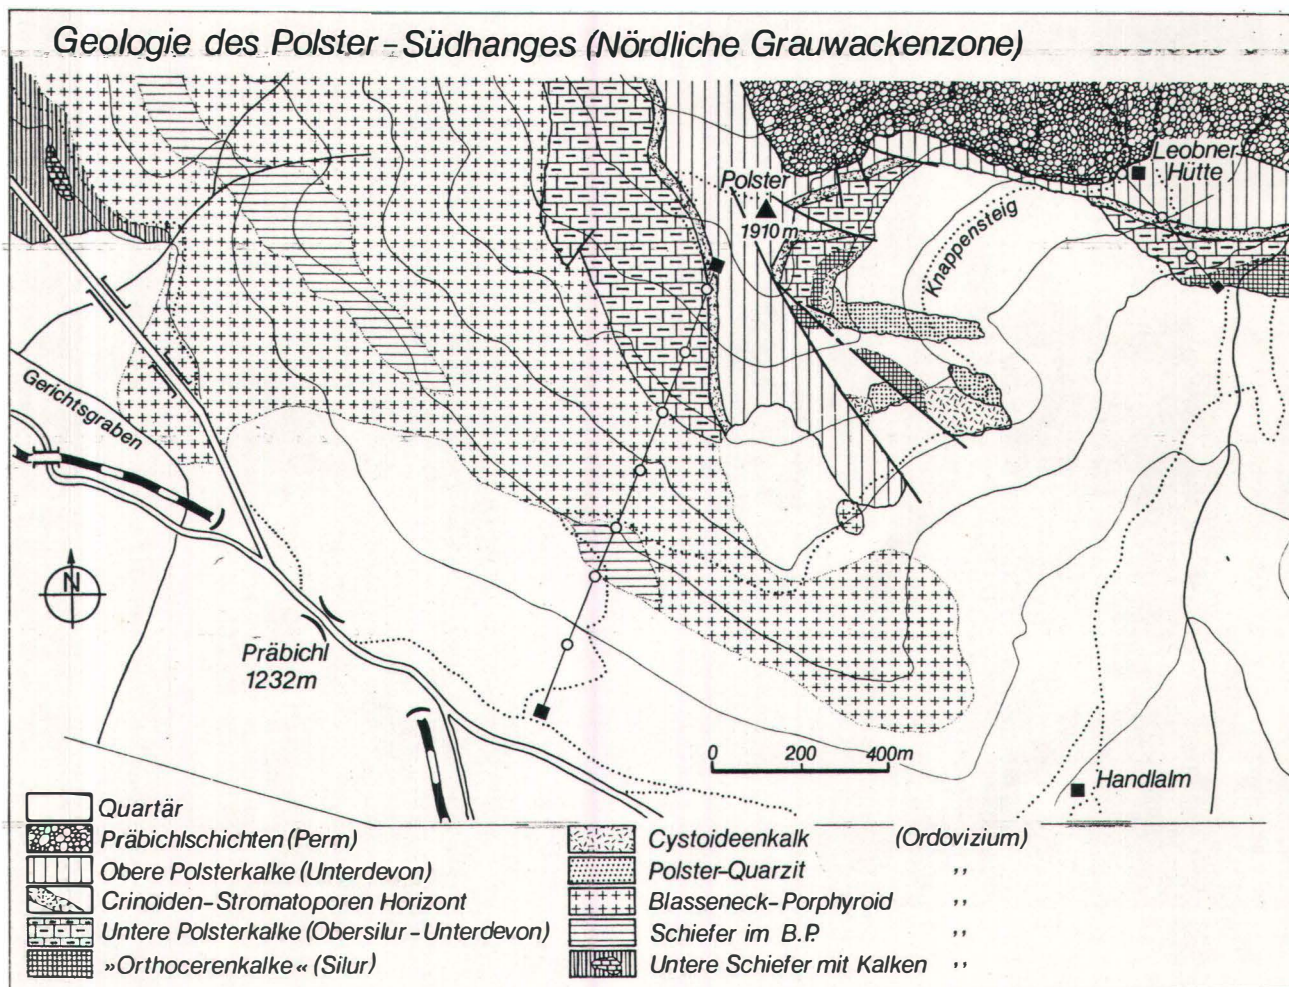 Geologie des Polster-Südhanges (Nördliche Grauwackenzone)
Leobner-
Hütte
Polster
1910 m
Knappensteig
Gerichtsgraben
N
Präbichl
1232m
0 200 400m
Handlalm
Quartär
Präbichlschichten (Perm)
Obere Polsterkalke (Unterdevon)
Crinoiden-Stromatoporen Horizont
Untere Polsterkalke (Obersilur-Unterdevon)
»Orthocerenkalke« (Silur)
Cystoideenkalk (Ordovizium)
Polster-Quarzit ,,
Blasseneck-Porphyroid ,,
Schiefer im B.P. ,,
Untere Schiefer mit Kalken ,,